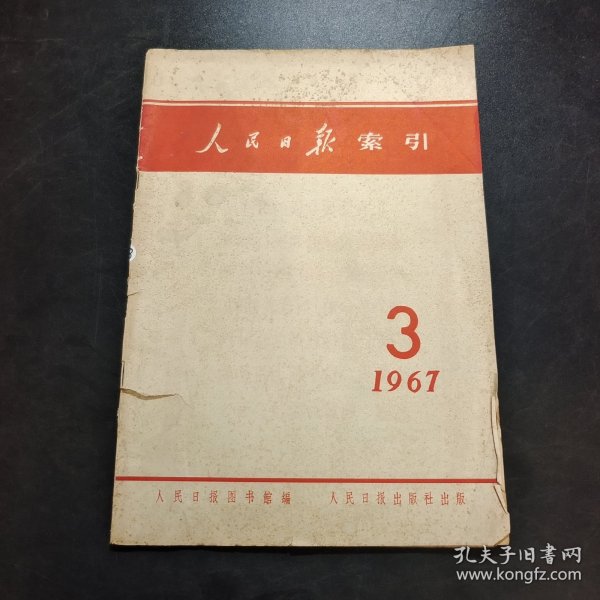 人民日报 索引
3
1967
人民日报图书馆编 人民日报出版社出版
孔夫子旧书网
www.kongfz.com